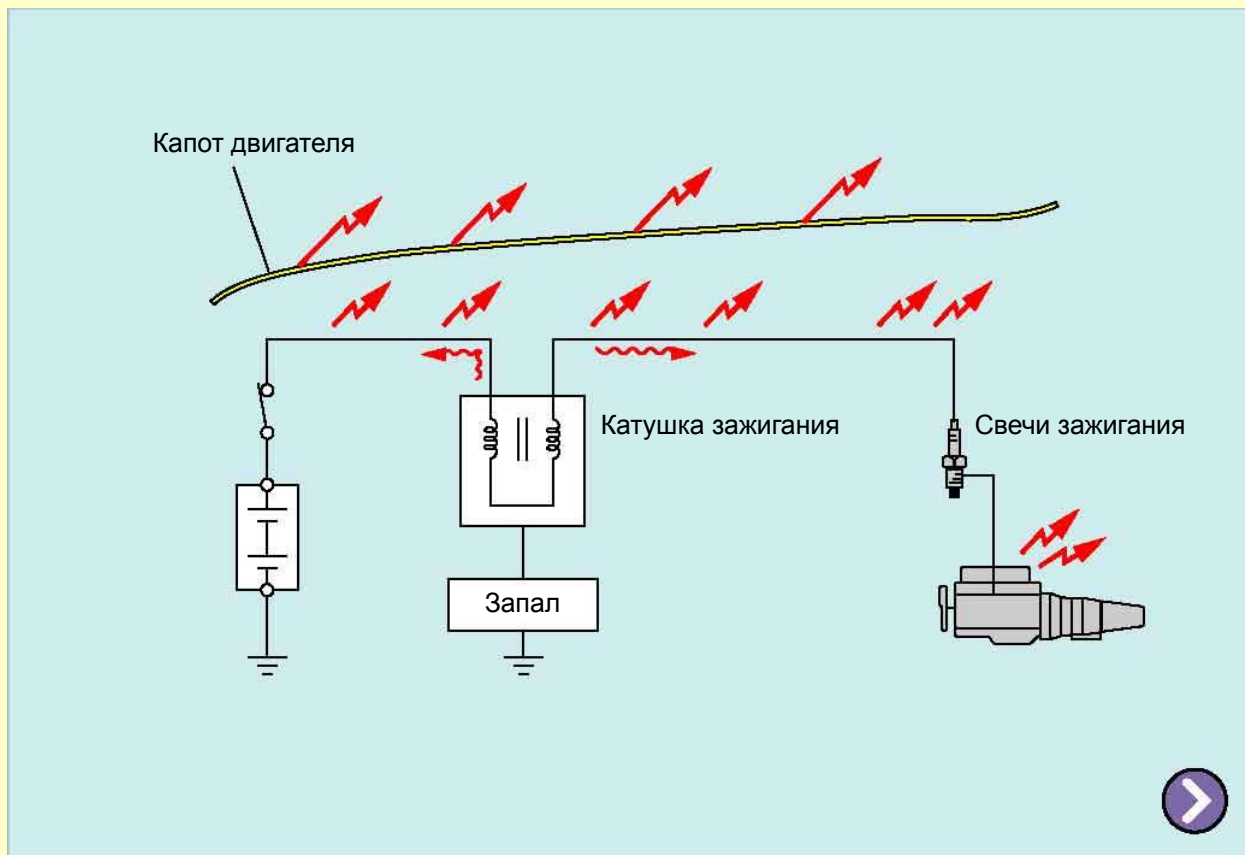 Капот двигателя
Катушка зажигания
Свечи зажигания
Запал